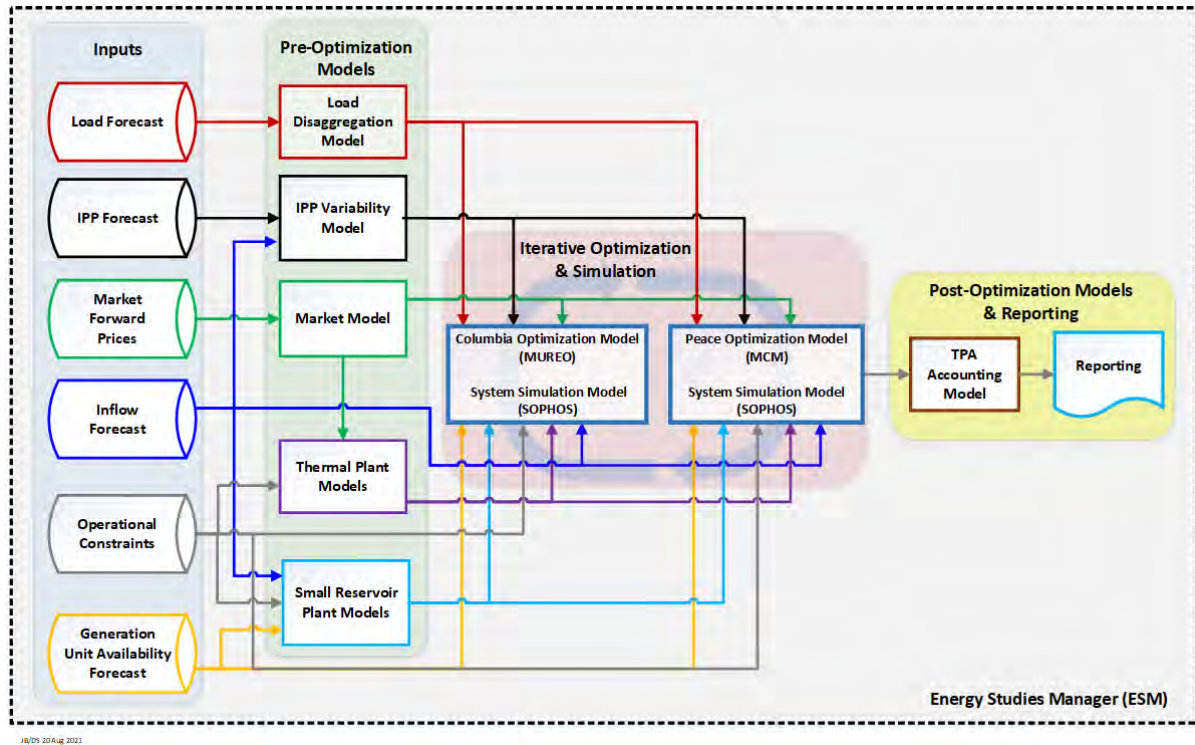 Inputs
Load Forecast
IPP Forecast
Market
Forward
Prices
Inflow
Forecast
Operational
Constraints
Generation
Unit Availability
Forecast
Pre-Optimization
Models
Load
Disaggregation
Model
IPP Variability
Model
Market Model
Thermal Plant
Models
Small Reservoir
Plant Models
Iterative Optimization
& Simulation
Columbia Optimization Model
(MUREO)
System Simulation Model
(SOPHOS)
Peace Optimization Model
(MCM)
System Simulation Model
(SOPHOS)
Post-Optimization Models
& Reporting
TPA
Accounting
Model
Reporting
Energy Studies Manager (ESM)
JB/DS 20 Aug 2021